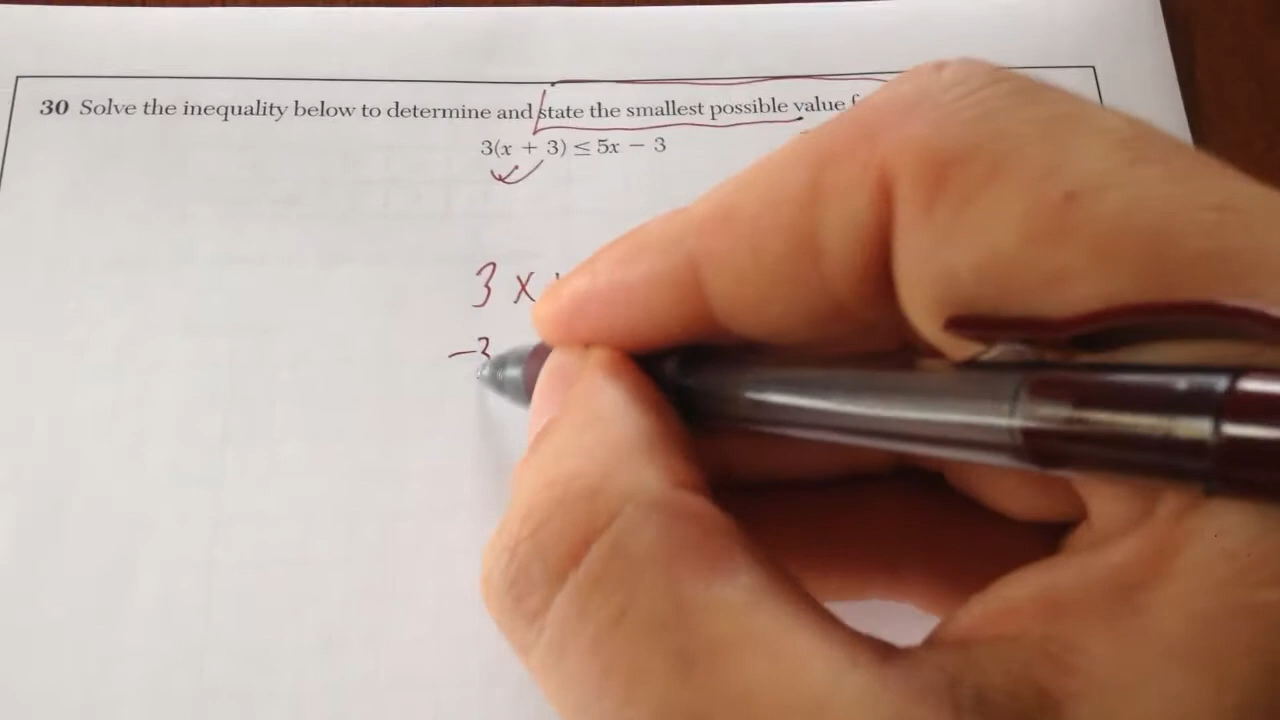 30 Solve the inequality below to determine and state the smallest possible value
3(x + 3) ≤ 5x − 3
3 x
−3